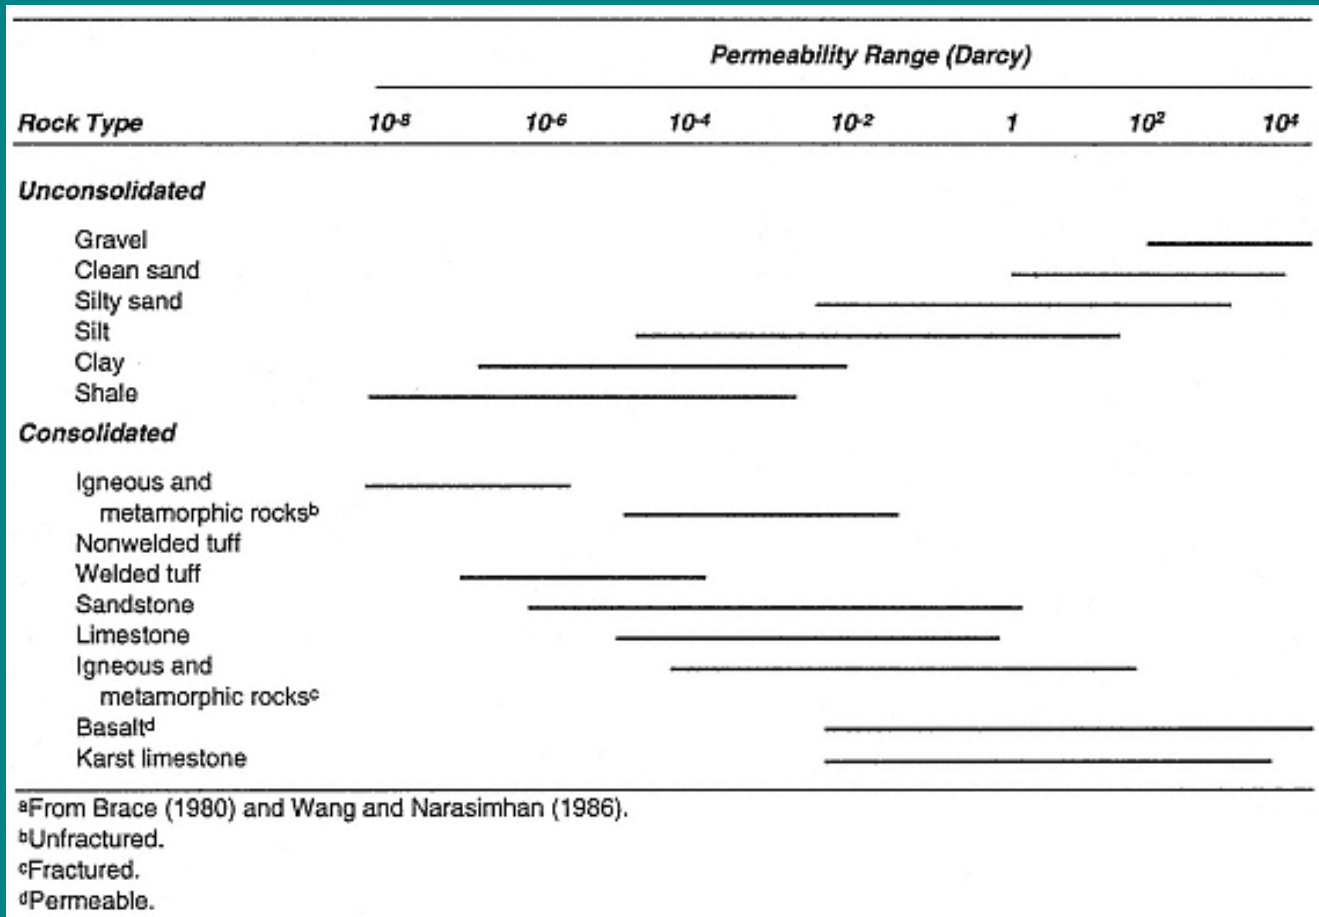 Permeability Range (Darcy)
Rock Type 10-8 10-6 10-4 10-2 1 10² 10⁴
Unconsolidated
Gravel
Clean sand
Silty sand
Silt
Clay
Shale
Consolidated
Igneous and
metamorphic rocksᵇ
Nonwelded tuff
Welded tuff
Sandstone
Limestone
Igneous and
metamorphic rocksᶜ
Basaltᵈ
Karst limestone
ᵃFrom Brace (1980) and Wang and Narasimhan (1986).
ᵇUnfractured.
ᶜFractured.
ᵈPermeable.